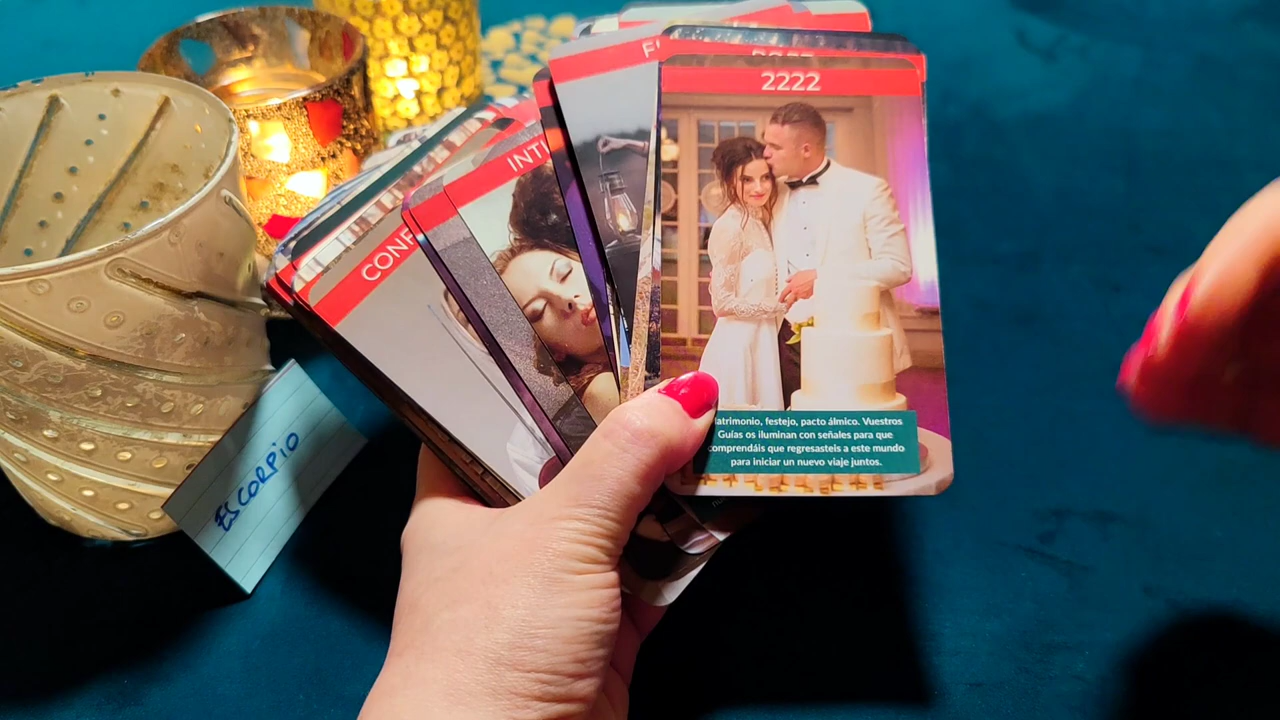 2222
atrimonio, festejo, pacto álmico. Vuestros
Guías os iluminan con señales para que
comprendáis que regresasteis a este mundo
para iniciar un nuevo viaje juntos.
INTI
CONF
ESCORPIO